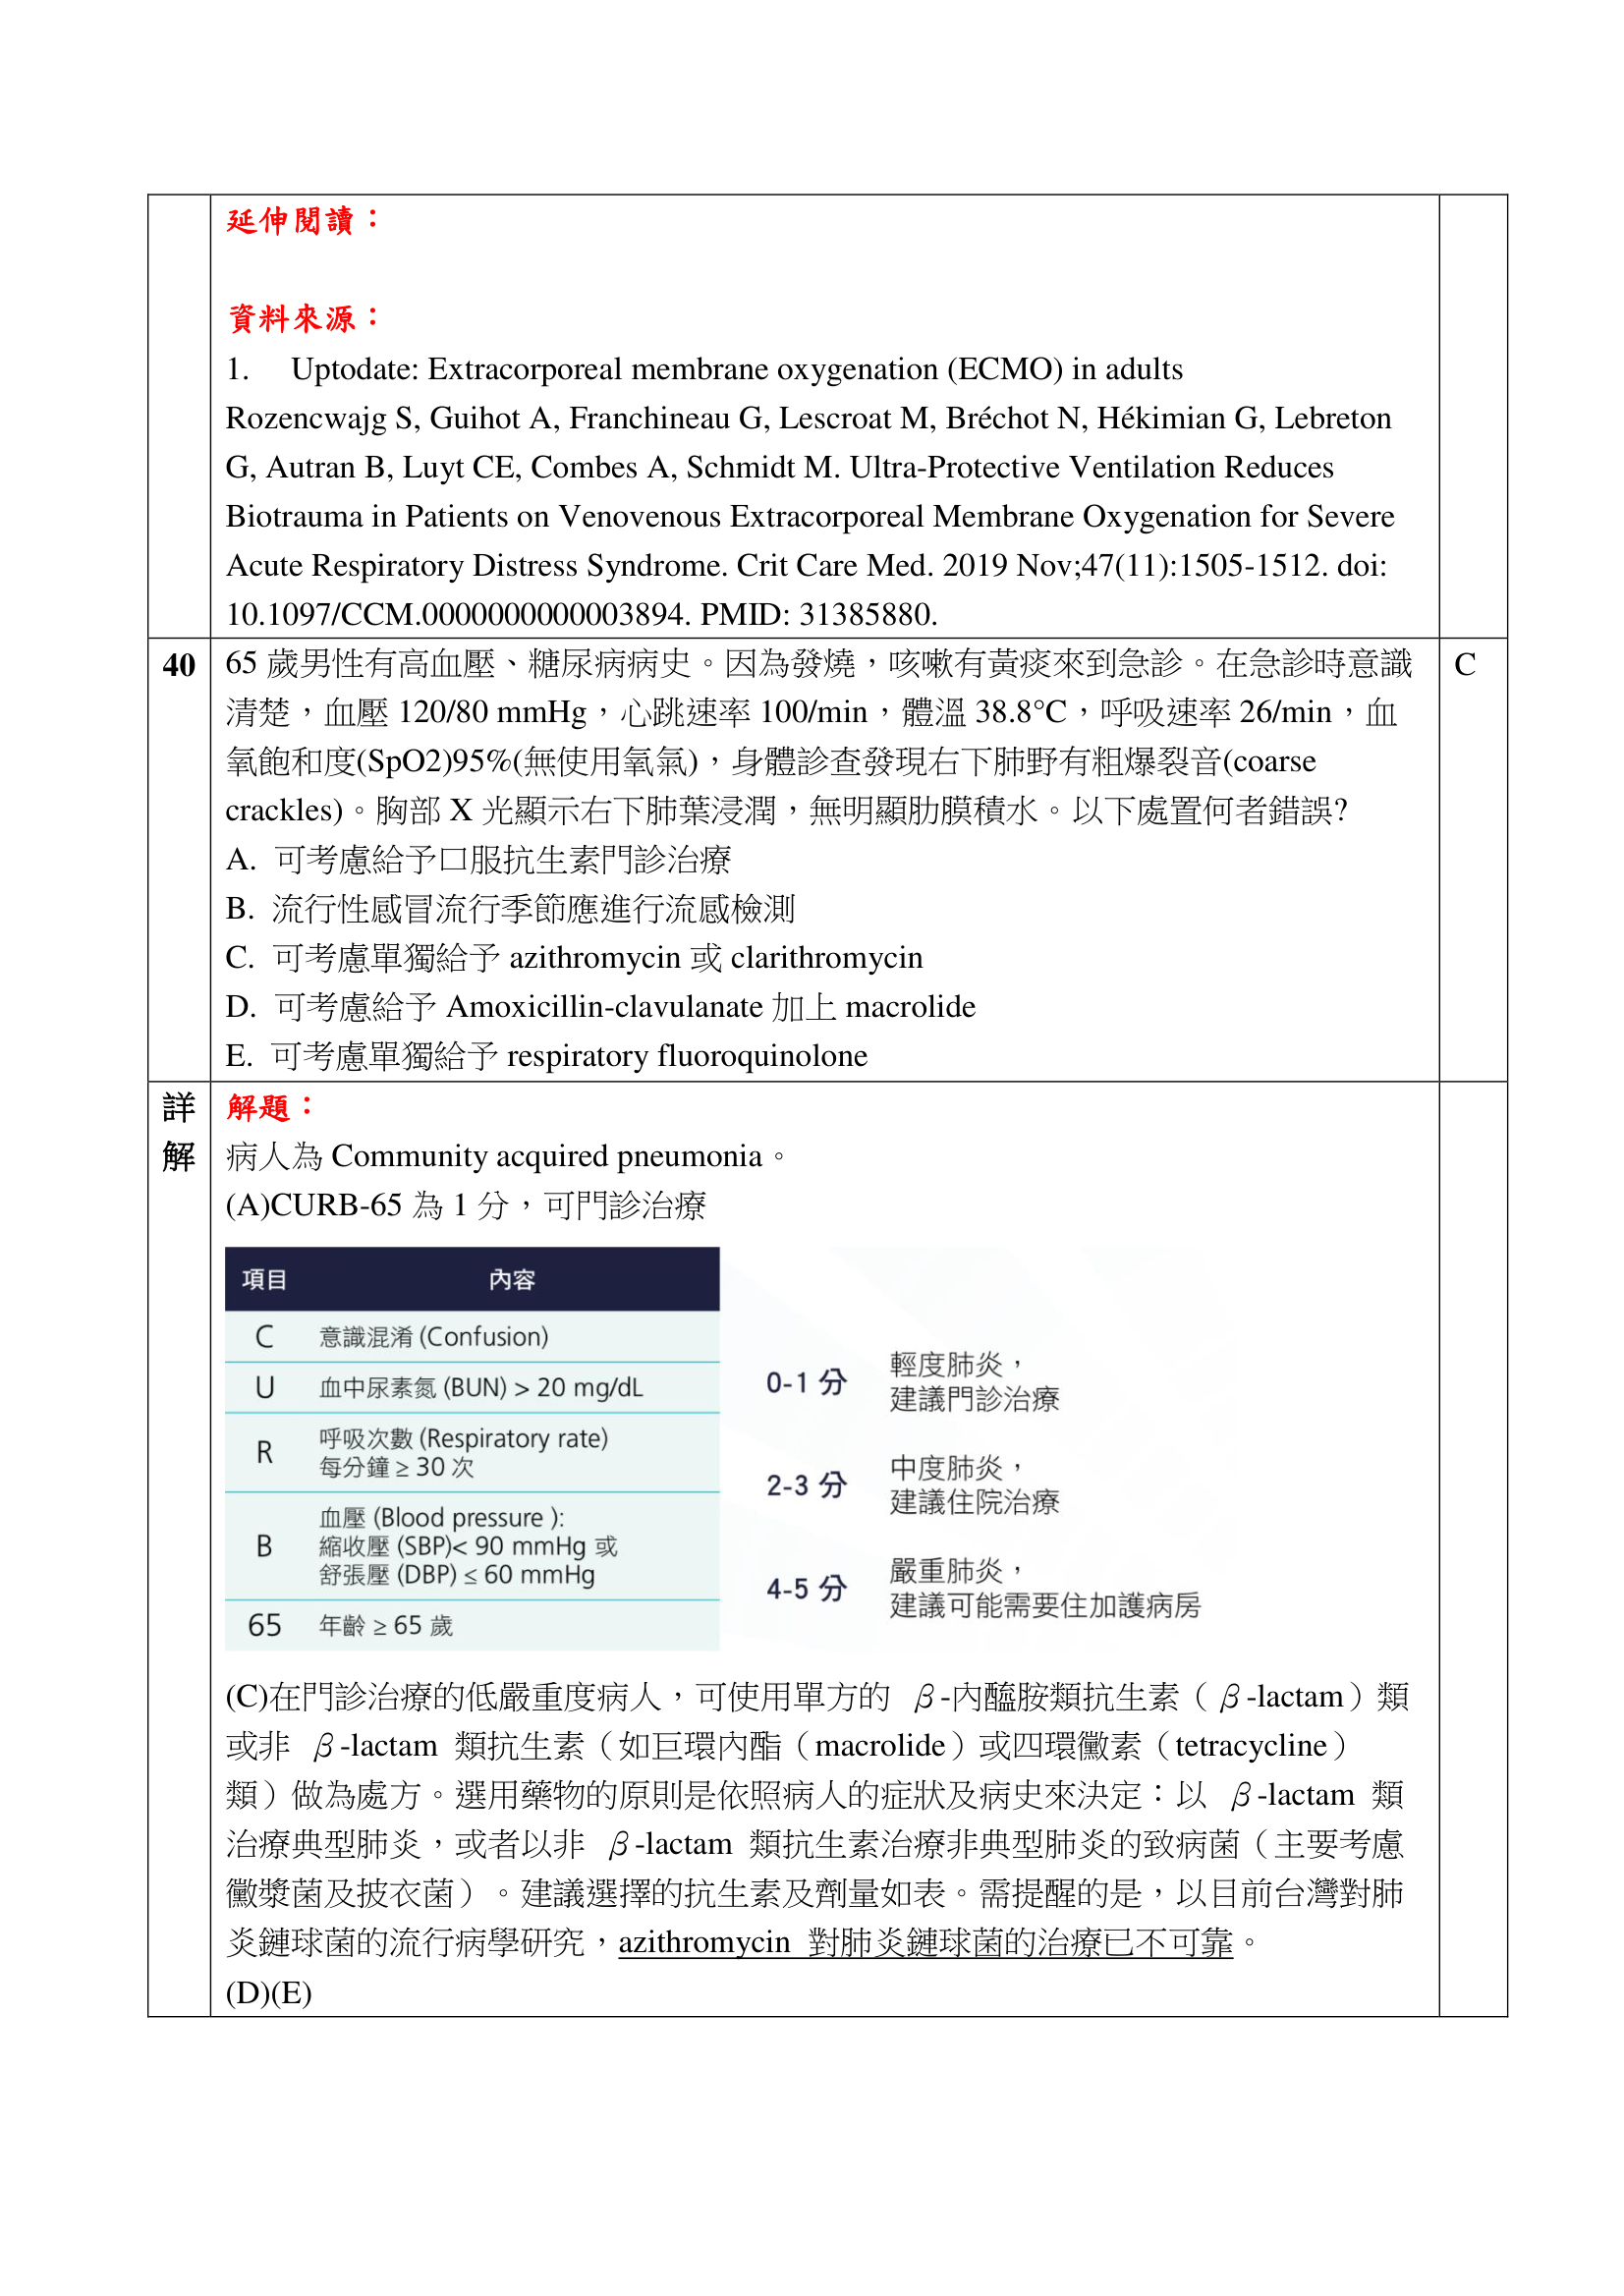 延伸閱讀：
資料來源：
1. Uptodate: Extracorporeal membrane oxygenation (ECMO) in adults
Rozencwajg S, Guihot A, Franchineau G, Lescroat M, Bréchot N, Hékimian G, Lebreton
G, Autran B, Luyt CE, Combes A, Schmidt M. Ultra-Protective Ventilation Reduces
Biotrauma in Patients on Venovenous Extracorporeal Membrane Oxygenation for Severe
Acute Respiratory Distress Syndrome. Crit Care Med. 2019 Nov;47(11):1505-1512. doi:
10.1097/CCM.0000000000003894. PMID: 31385880.
40 65 歲男性有高血壓、糖尿病病史。因為發燒，咳嗽有黃痰來到急診。在急診時意識 C
清楚，血壓 120/80 mmHg，心跳速率 100/min，體溫 38.8°C，呼吸速率 26/min，血
氧飽和度(SpO2)95%(無使用氧氣)，身體診查發現右下肺野有粗爆裂音(coarse
crackles)。胸部 X 光顯示右下肺葉浸潤，無明顯肋膜積水。以下處置何者錯誤?
A. 可考慮給予口服抗生素門診治療
B. 流行性感冒流行季節應進行流感檢測
C. 可考慮單獨給予 azithromycin 或 clarithromycin
D. 可考慮給予 Amoxicillin-clavulanate 加上 macrolide
E. 可考慮單獨給予 respiratory fluoroquinolone
詳解
解題：
病人為 Community acquired pneumonia。
(A)CURB-65 為 1 分，可門診治療
項目 內容
C 意識混淆 (Confusion)
U 血中尿素氮 (BUN) > 20 mg/dL
R 呼吸次數 (Respiratory rate)
每分鐘 ≥ 30 次
B 血壓 (Blood pressure ):
縮收壓 (SBP)< 90 mmHg 或
舒張壓 (DBP) ≤ 60 mmHg
65 年齡 ≥ 65 歲
0-1 分 輕度肺炎，
建議門診治療
2-3 分 中度肺炎，
建議住院治療
4-5 分 嚴重肺炎，
建議可能需要住加護病房
(C)在門診治療的低嚴重度病人，可使用單方的 β-內醯胺類抗生素（β-lactam）類
或非 β-lactam 類抗生素（如巨環內酯（macrolide）或四環黴素（tetracycline）
類）做為處方。選用藥物的原則是依照病人的症狀及病史來決定：以 β-lactam 類
治療典型肺炎，或者以非 β-lactam 類抗生素治療非典型肺炎的致病菌（主要考慮
黴漿菌及披衣菌）。建議選擇的抗生素及劑量如表。需提醒的是，以目前台灣對肺
炎鏈球菌的流行病學研究，azithromycin 對肺炎鏈球菌的治療已不可靠。
(D)(E)